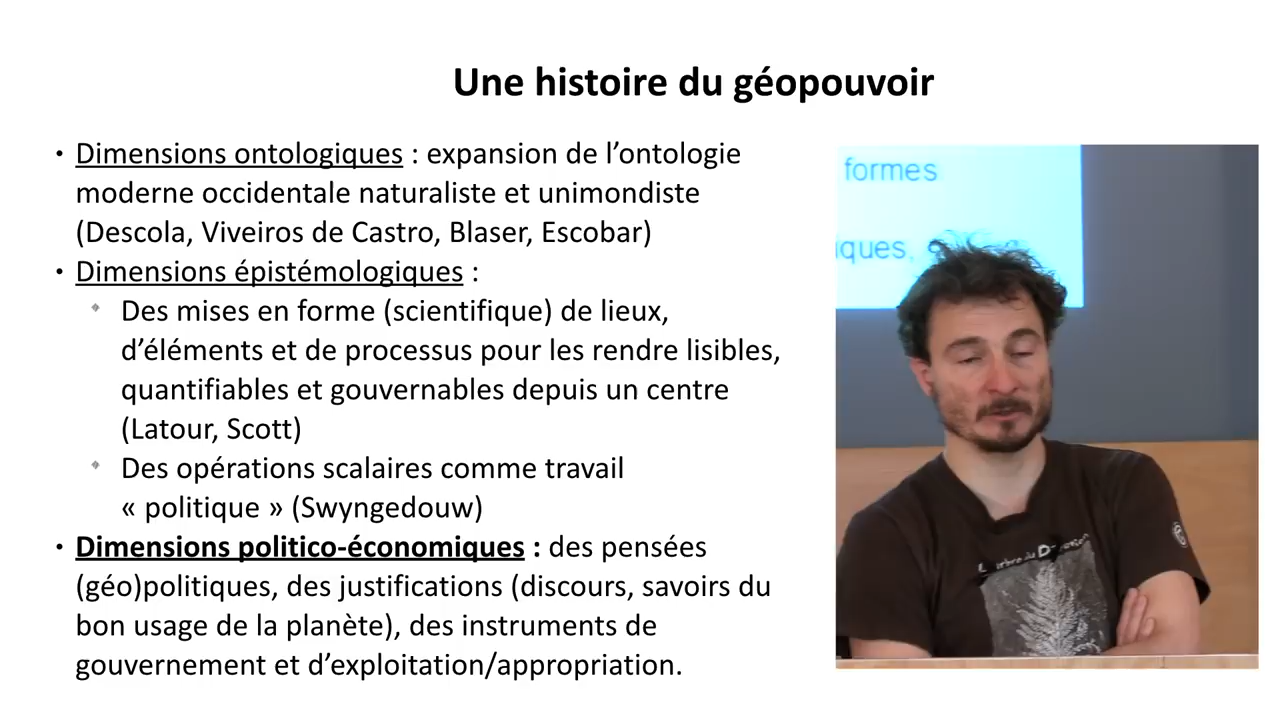 Une histoire du géopouvoir
• Dimensions ontologiques : expansion de l’ontologie
moderne occidentale naturaliste et unimondiste
(Descola, Viveiros de Castro, Blaser, Escobar)
• Dimensions épistémologiques :
Des mises en forme (scientifique) de lieux,
d’éléments et de processus pour les rendre lisibles,
quantifiables et gouvernables depuis un centre
(Latour, Scott)
Des opérations scalaires comme travail
« politique » (Swyngedouw)
• Dimensions politico-économiques : des pensées
(géo)politiques, des justifications (discours, savoirs du
bon usage de la planète), des instruments de
gouvernement et d’exploitation/appropriation.
formes
iques,